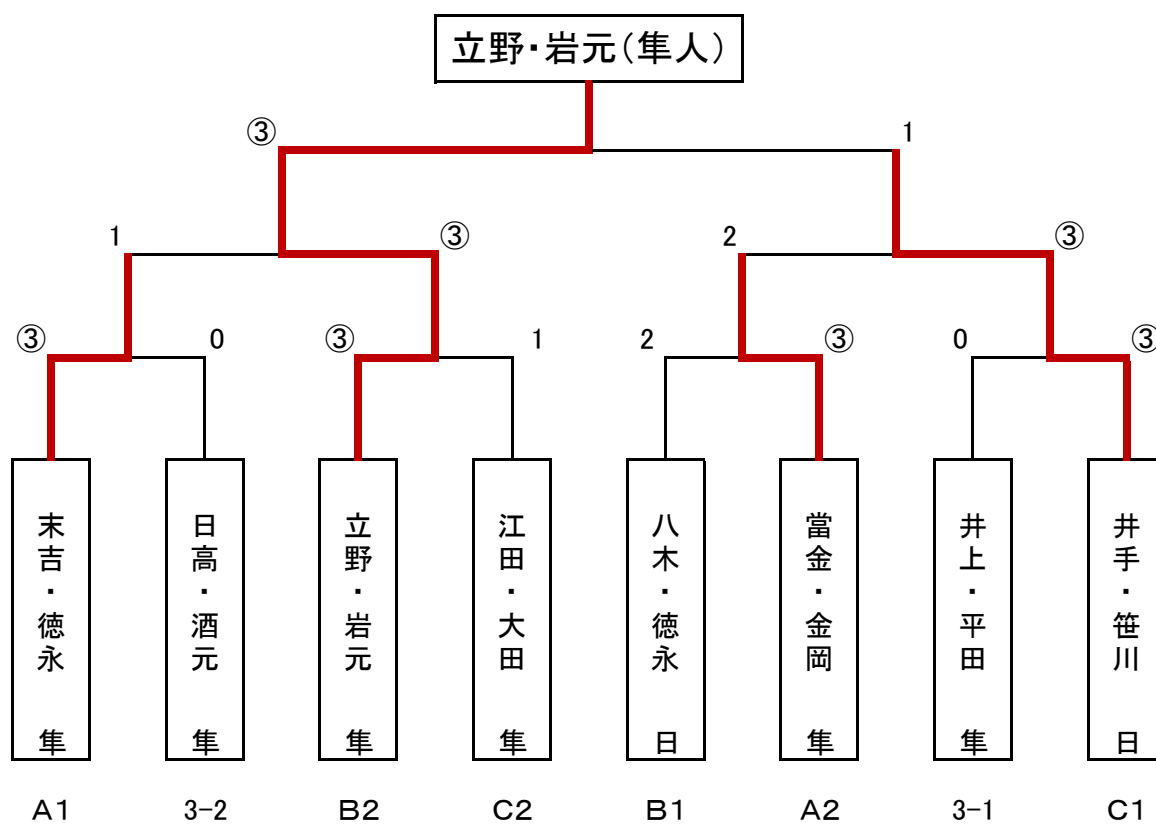 立野・岩元(隼人)
③ 1
1 ③ 2 ③
③ 0 ③ 1 2 ③ 0 ③
末吉・徳永 隼
日高・酒元 隼
立野・岩元 隼
江田・大田 隼
八木・徳永 日
當金・金岡 隼
井上・平田 隼
井手・笹川 日
A1 3-2 B2 C2 B1 A2 3-1 C1